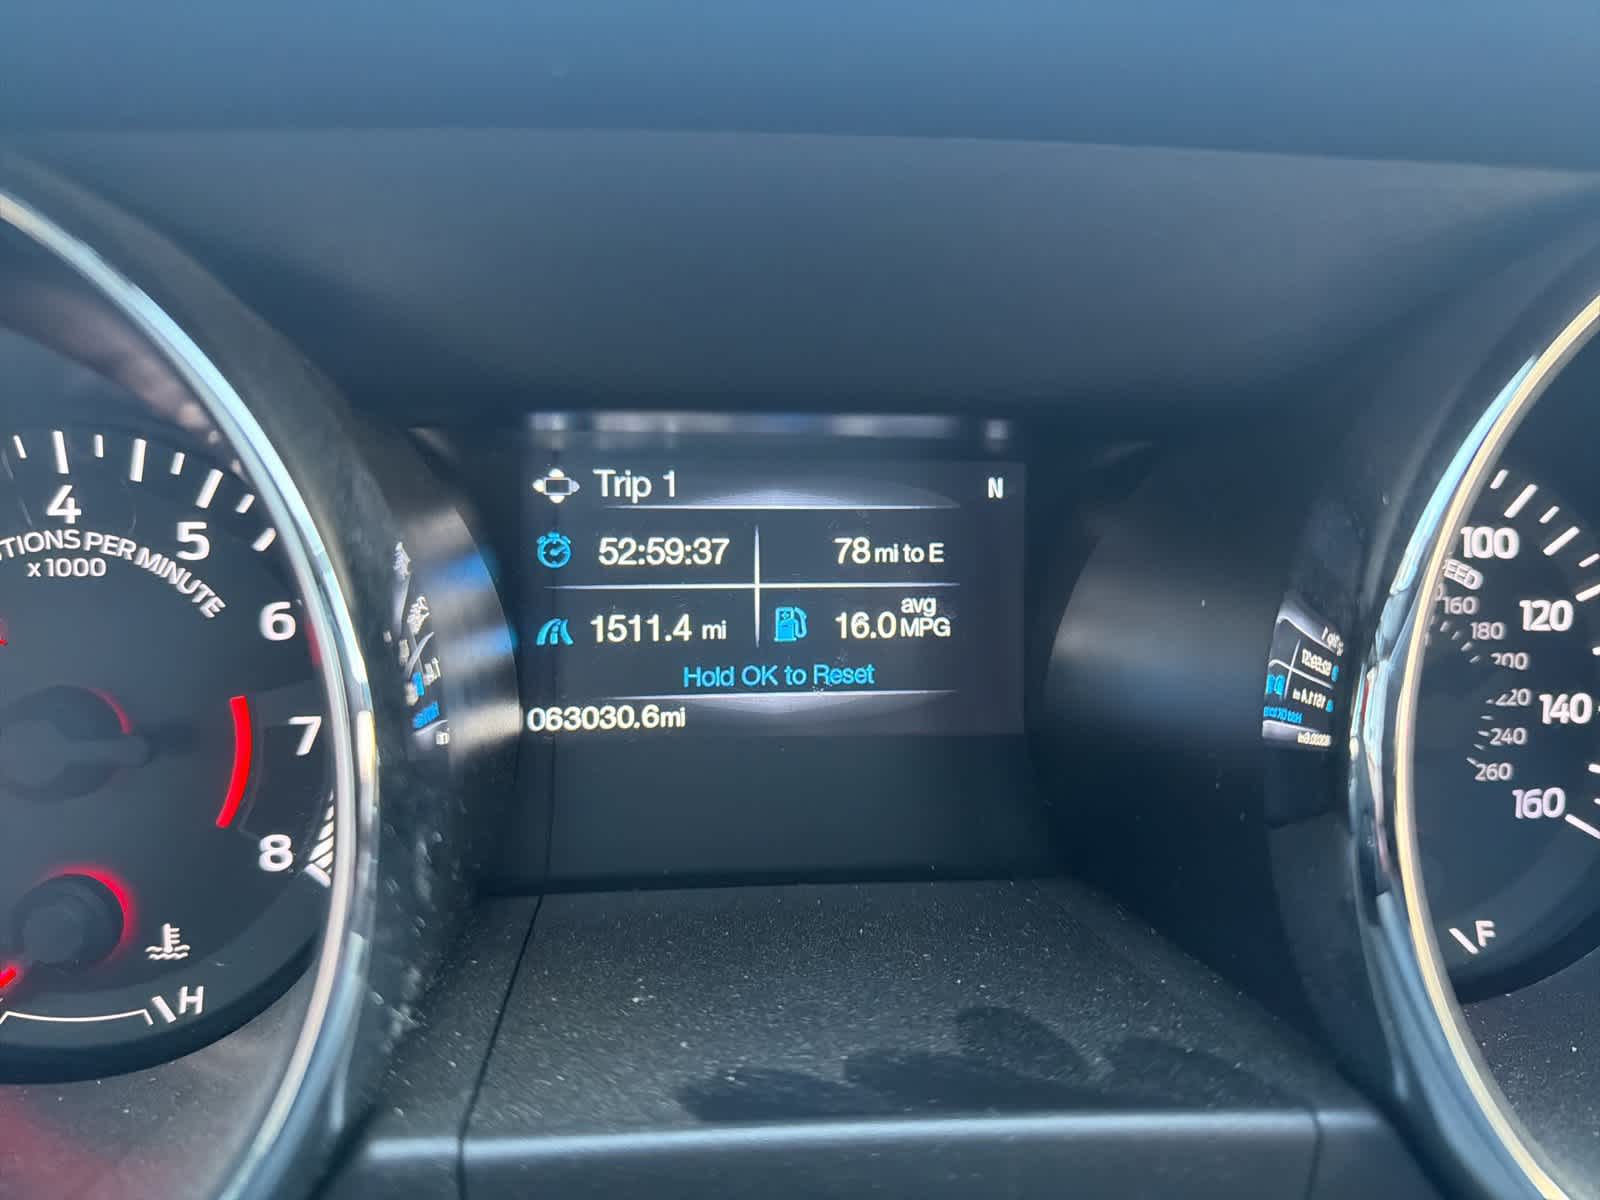 Trip 1 N
52:59:37 78 mi to E
1511.4 mi 16.0 avg MPG
Hold OK to Reset
063030.6mi
4
5
6
7
8
TIONS PER MINUTE
x1000
H
100
120
140
160
160
180
200
220
240
260
F